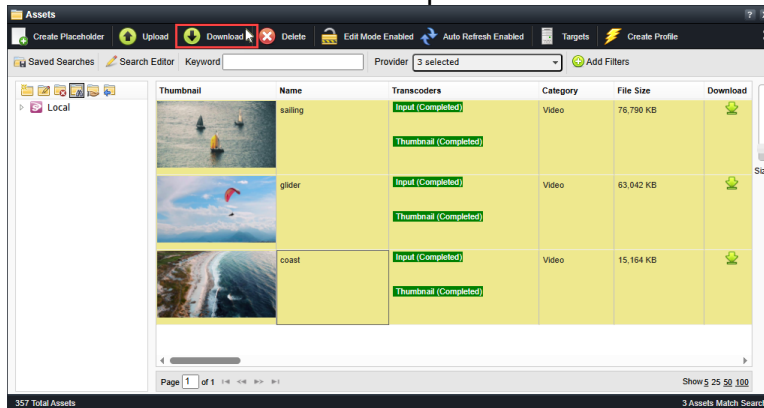 Assets
?
Create Placeholder Upload Download Delete Edit Mode Enabled Auto Refresh Enabled Targets Create Profile
Saved Searches Search Editor Keyword Provider 3 selected Add Filters
Local
Thumbnail Name Transcoders Category File Size Download
sailing Input (Completed) Video 76,790 KB
Thumbnail (Completed)
glider Input (Completed) Video 63,042 KB
Thumbnail (Completed)
coast Input (Completed) Video 15,164 KB
Thumbnail (Completed)
Page 1 of 1 Show 5 25 50 100
357 Total Assets 3 Assets Match Search